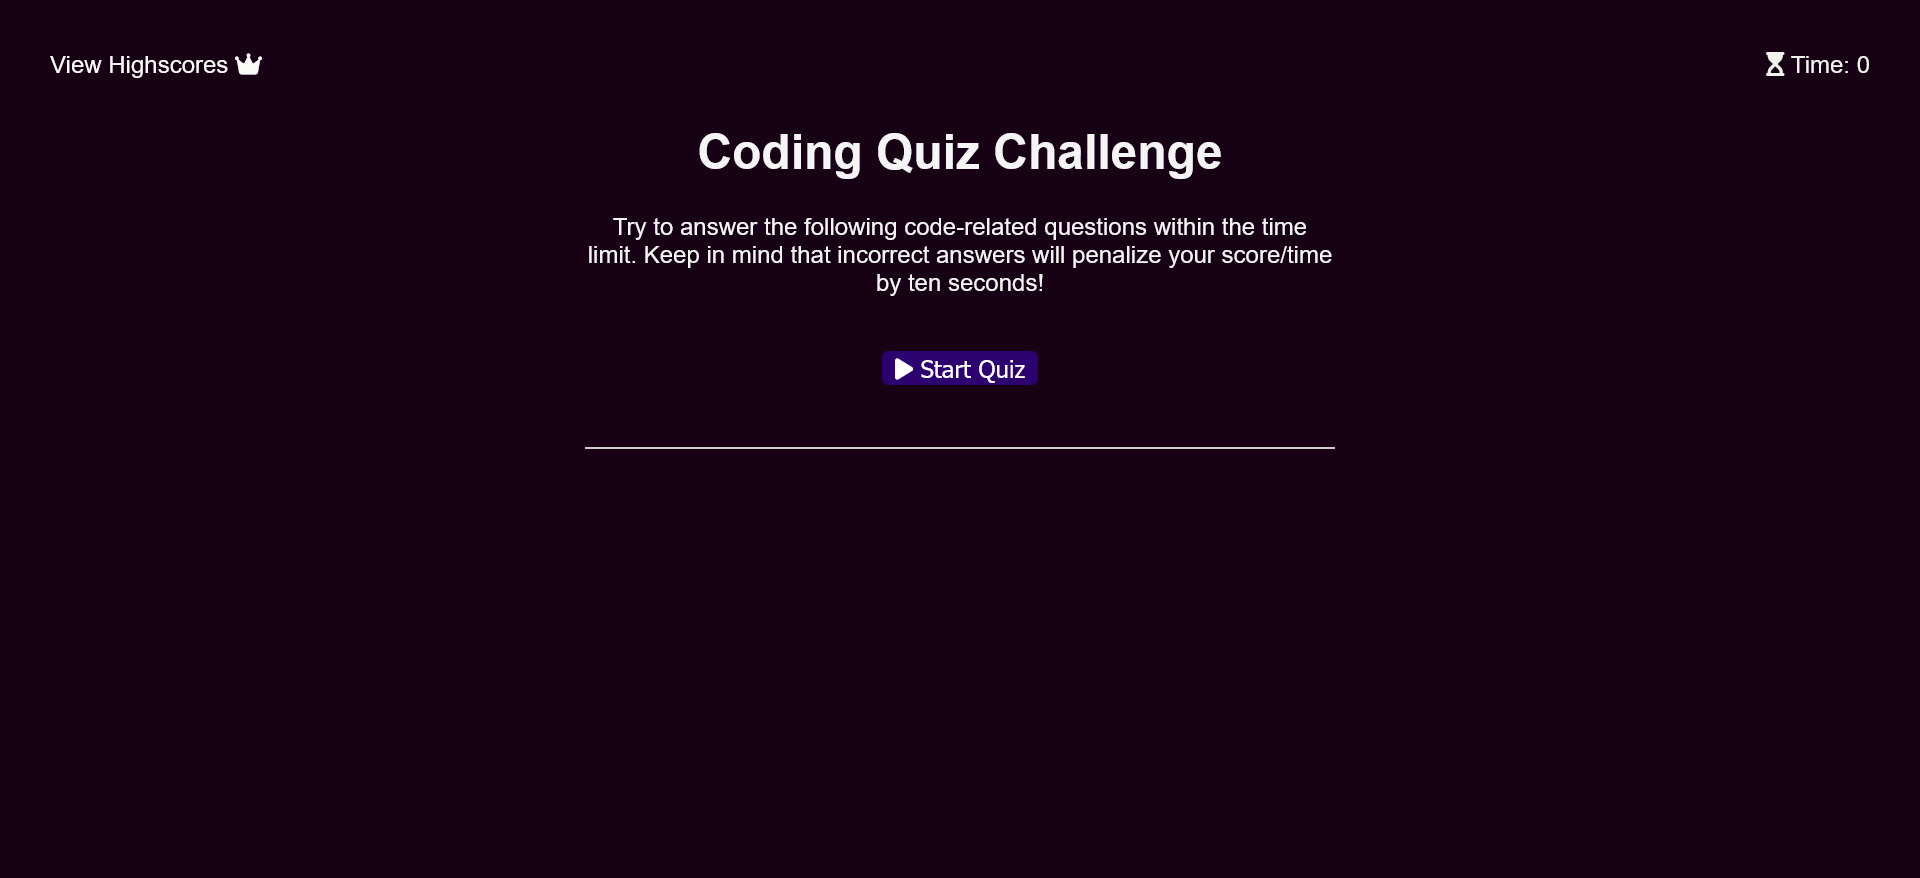 View Highscores
Time: 0
Coding Quiz Challenge
Try to answer the following code-related questions within the time
limit. Keep in mind that incorrect answers will penalize your score/time
by ten seconds!
Start Quiz